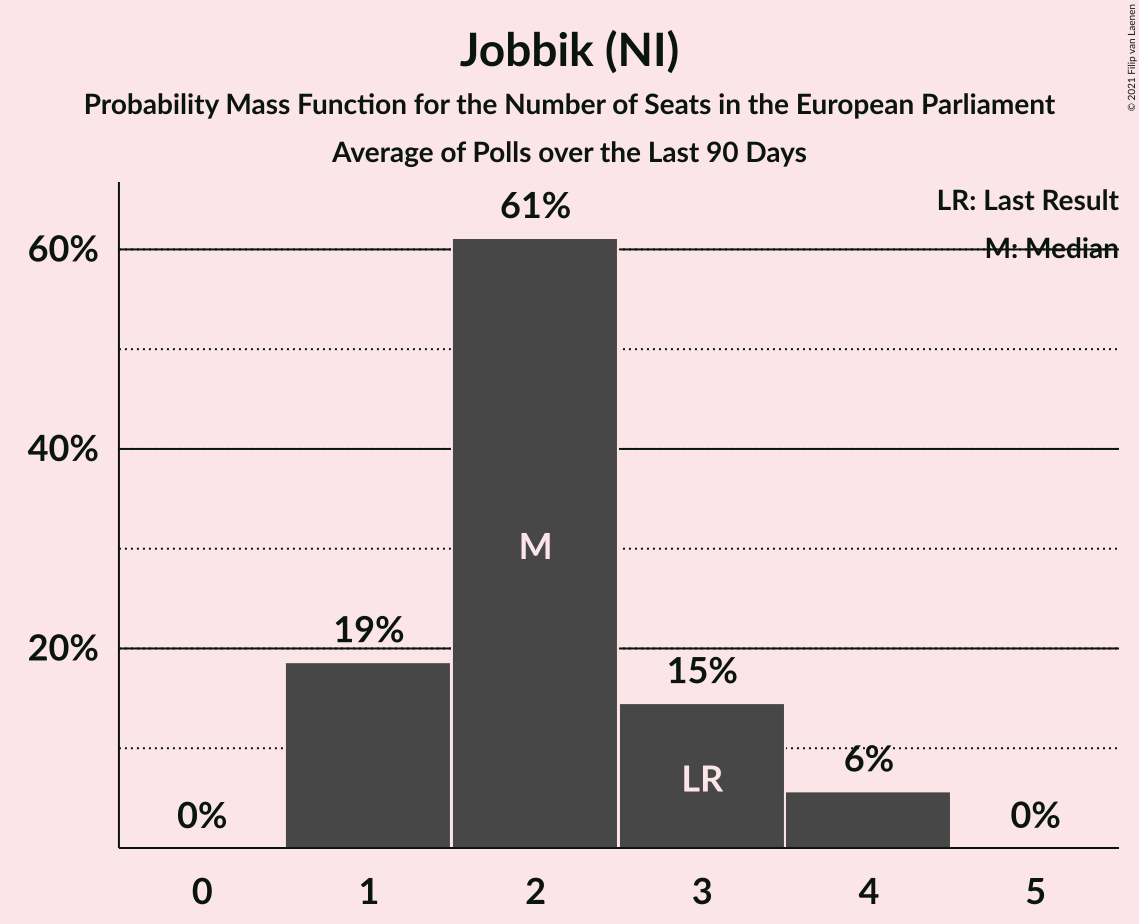 Jobbik (NI)
Probability Mass Function for the Number of Seats in the European Parliament
Average of Polls over the Last 90 Days
© 2021 Filip van Laenen
LR: Last Result
M: Median
61%
60%
40%
M
20%
19%
15%
LR
6%
0%
0%
0 1 2 3 4 5